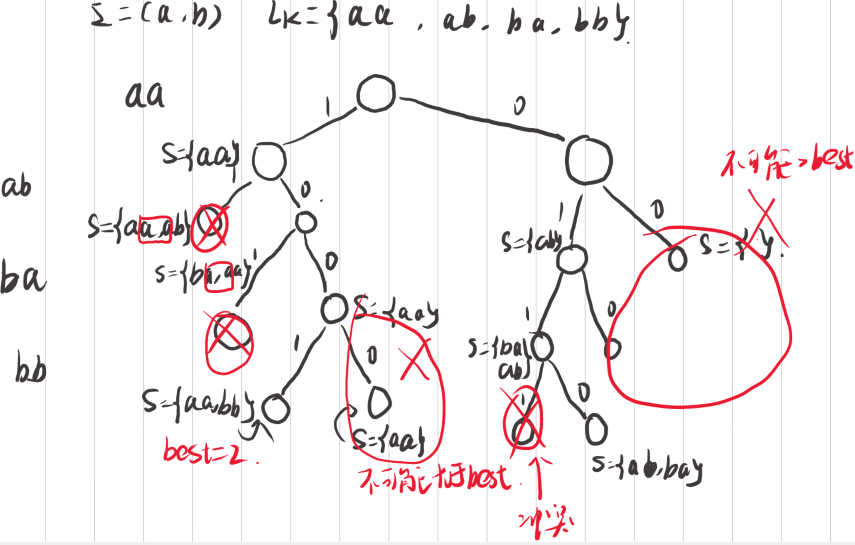 Σ=(a,b) Lk={aa, ab, ba, bb}
aa
1
0
S={aa}
不可能>best
ab
0
1
0
S={aa,ab}
S={ab}
S={ }
ba
S={ba,aa}
1
0
1
0
S={aa}
S={ba
ab}
bb
1
0
1
0
S={aa,bb}
S={aa}
best=2
不可能大于best
S={ab,ba}
冲突